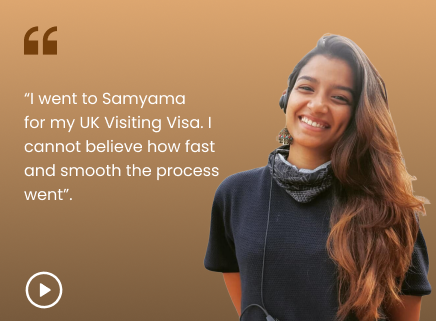 “I went to Samyama
for my UK Visiting Visa. I
cannot believe how fast
and smooth the process
went”.